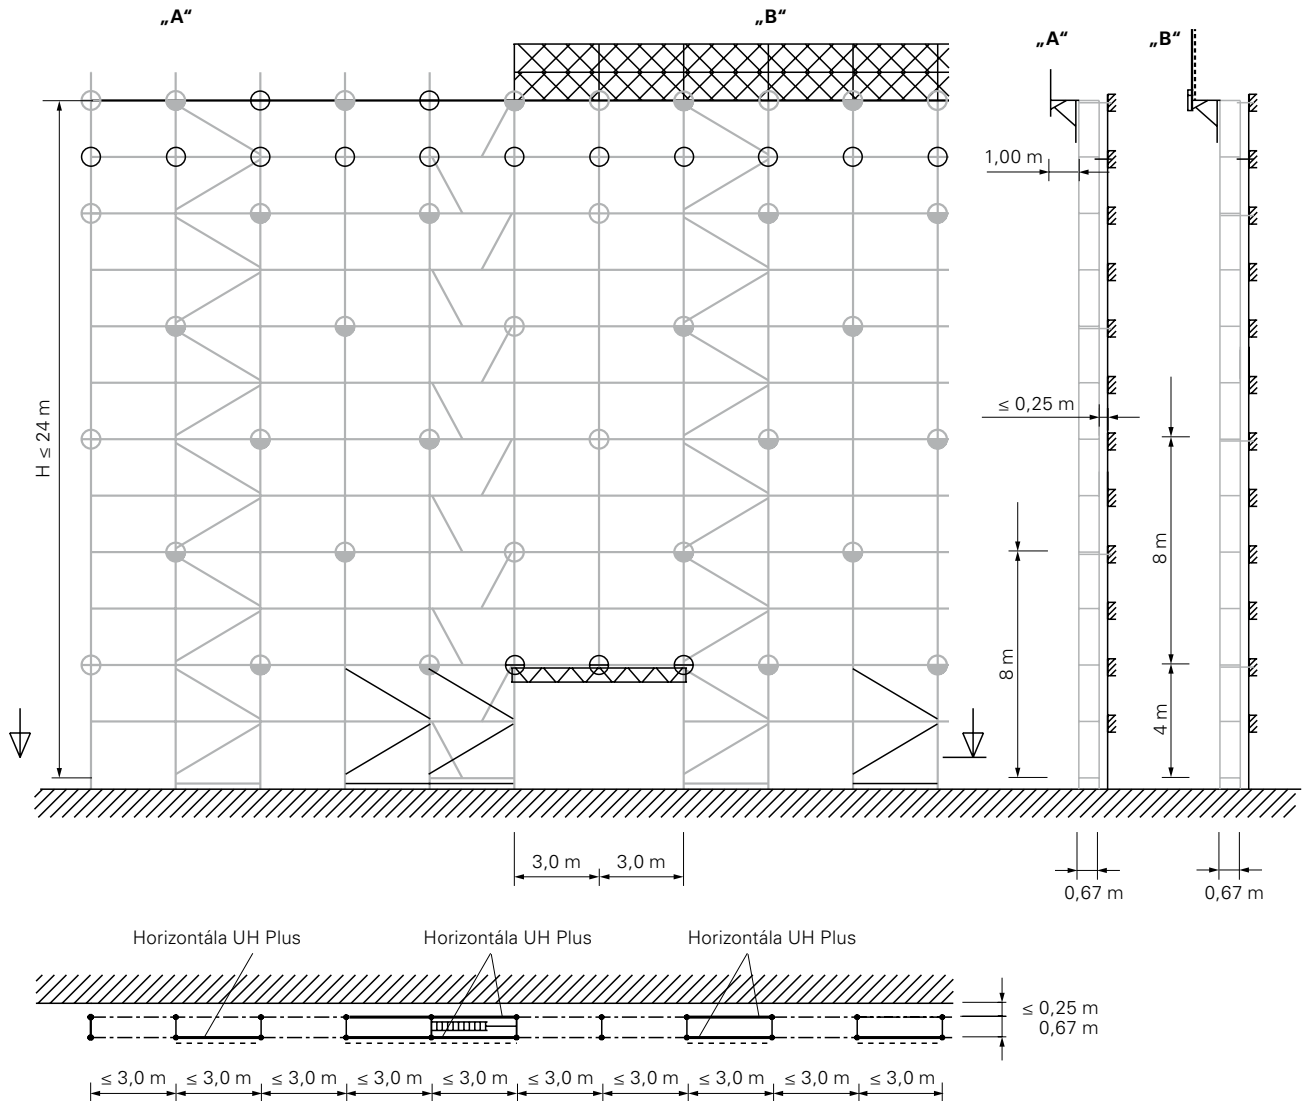 „A“
„B“
„A“
„B“
1,00 m
≤ 0,25 m
H ≤ 24 m
8 m
8 m
4 m
3,0 m
3,0 m
0,67 m
0,67 m
Horizontála UH Plus
Horizontála UH Plus
Horizontála UH Plus
≤ 0,25 m
0,67 m
≤ 3,0 m
≤ 3,0 m
≤ 3,0 m
≤ 3,0 m
≤ 3,0 m
≤ 3,0 m
≤ 3,0 m
≤ 3,0 m
≤ 3,0 m
≤ 3,0 m